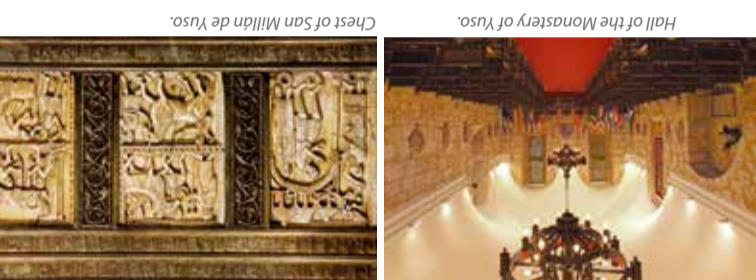 Hall of the Monastery of Yuso.
Chest of San Millán de Yuso.